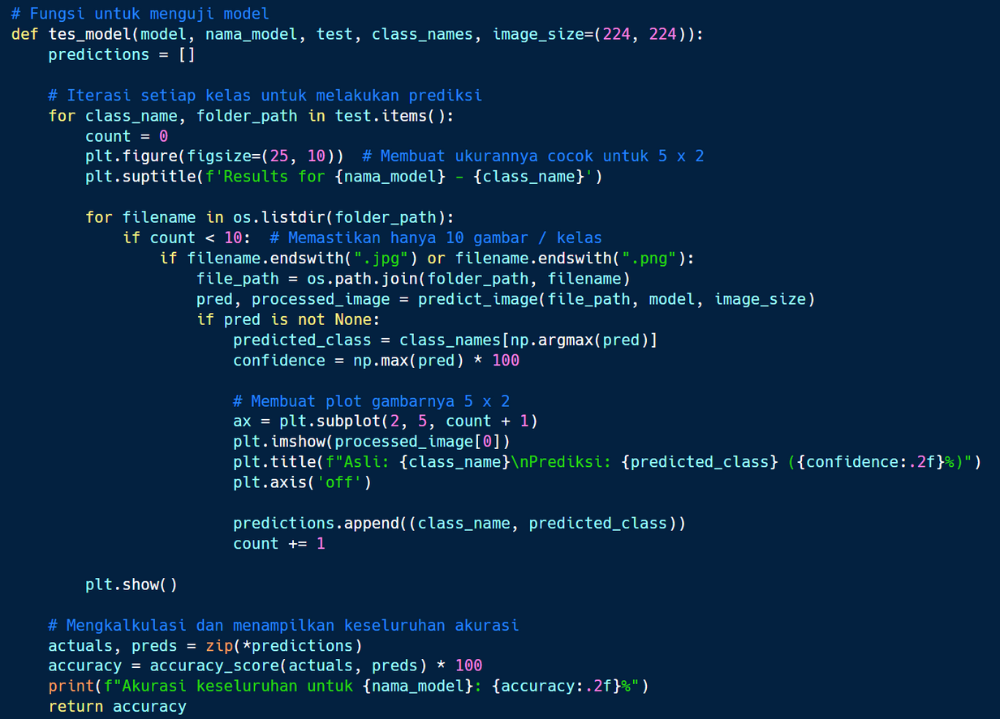 # Fungsi untuk menguji model
def tes_model(model, nama_model, test, class_names, image_size=(224, 224)):
    predictions = []

    # Iterasi setiap kelas untuk melakukan prediksi
    for class_name, folder_path in test.items():
        count = 0
        plt.figure(figsize=(25, 10))  # Membuat ukurannya cocok untuk 5 x 2
        plt.suptitle(f'Results for {nama_model} - {class_name}')

        for filename in os.listdir(folder_path):
            if count < 10:  # Memastikan hanya 10 gambar / kelas
                if filename.endswith(".jpg") or filename.endswith(".png"):
                    file_path = os.path.join(folder_path, filename)
                    pred, processed_image = predict_image(file_path, model, image_size)
                    if pred is not None:
                        predicted_class = class_names[np.argmax(pred)]
                        confidence = np.max(pred) * 100

                        # Membuat plot gambarnya 5 x 2
                        ax = plt.subplot(2, 5, count + 1)
                        plt.imshow(processed_image[0])
                        plt.title(f"Asli: {class_name}\nPrediksi: {predicted_class} ({confidence:.2f}%)")
                        plt.axis('off')

                        predictions.append((class_name, predicted_class))
                        count += 1

        plt.show()

    # Mengkalkulasi dan menampilkan keseluruhan akurasi
    actuals, preds = zip(*predictions)
    accuracy = accuracy_score(actuals, preds) * 100
    print(f"Akurasi keseluruhan untuk {nama_model}: {accuracy:.2f}%")
    return accuracy